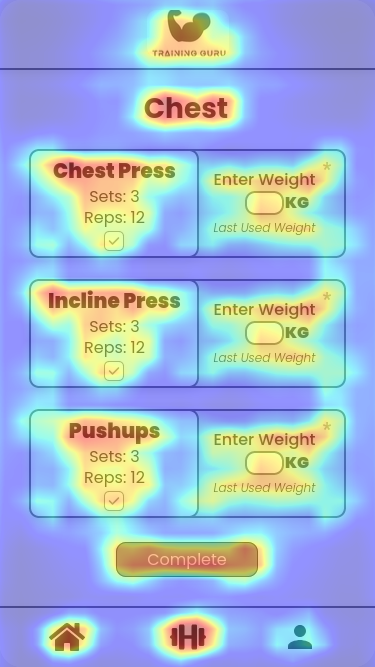 TRAINING GURU
Chest
Chest Press
Sets: 3
Reps: 12
Enter Weight *
KG
Last Used Weight
Incline Press
Sets: 3
Reps: 12
Enter Weight *
KG
Last Used Weight
Pushups
Sets: 3
Reps: 12
Enter Weight *
KG
Last Used Weight
Complete